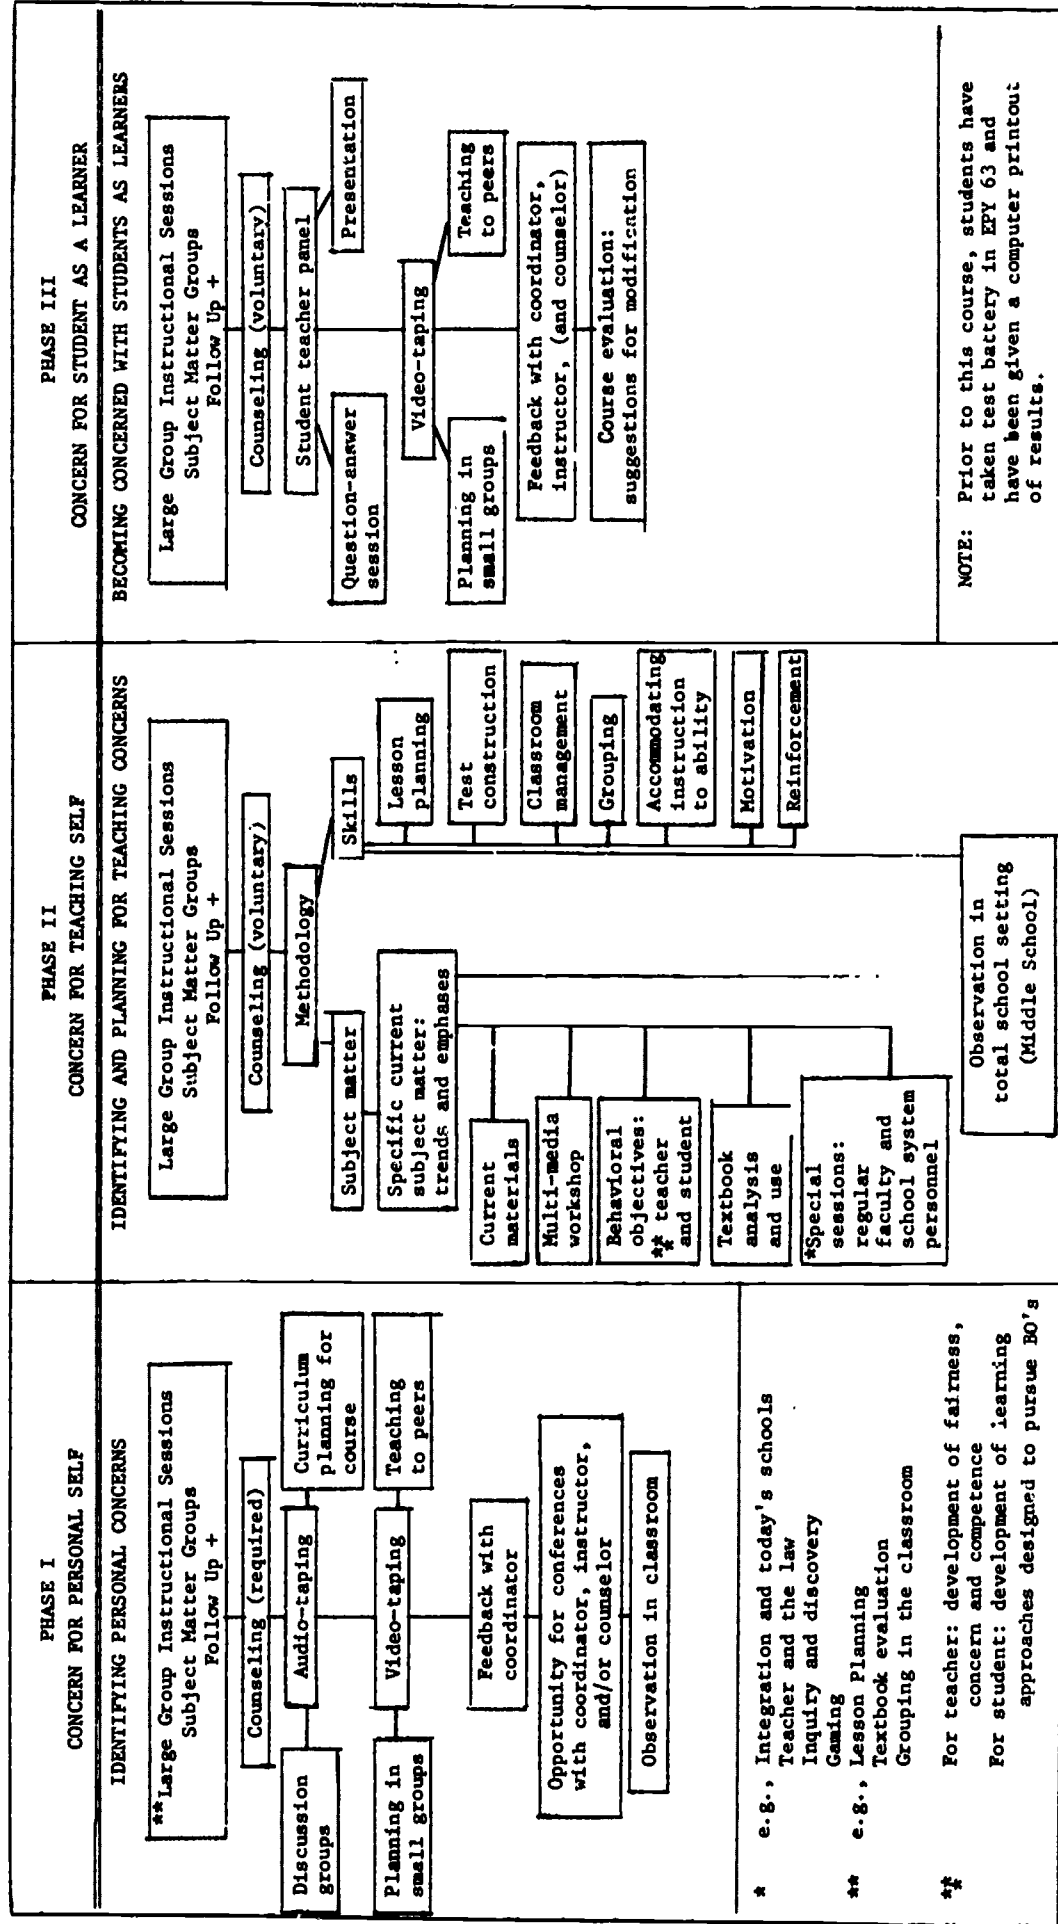 PHASE I
CONCERN FOR PERSONAL SELF
IDENTIFYING PERSONAL CONCERNS
**Large Group Instructional Sessions
Subject Matter Groups
Follow Up +
Counseling (required)
Discussion
groups
Audio-taping
Curriculum
planning for
course
Planning in
small groups
Video-taping
Teaching
to peers
Feedback with
coordinator
Opportunity for conferences
with coordinator, instructor,
and/or counselor
Observation in classroom
* e.g., Integration and today's schools
Teacher and the law
Inquiry and discovery
Gaming
** e.g., Lesson Planning
Textbook evaluation
Grouping in the classroom
*** For teacher: development of fairness,
concern and competence
For student: development of learning
approaches designed to pursue BO's
PHASE II
CONCERN FOR TEACHING SELF
IDENTIFYING AND PLANNING FOR TEACHING CONCERNS
Large Group Instructional Sessions
Subject Matter Groups
Follow Up +
Counseling (voluntary)
Methodology
Subject matter
Skills
Specific current
subject matter:
trends and emphases
Current
materials
Multi-media
workshop
Behavioral
objectives:
*** teacher
and student
Textbook
analysis
and use
*Special
sessions:
regular
faculty and
school system
personnel
Lesson
planning
Test
construction
Classroom
management
Grouping
Accommodating
instruction
to ability
Motivation
Reinforcement
Observation in
total school setting
(Middle School)
PHASE III
CONCERN FOR STUDENT AS A LEARNER
BECOMING CONCERNED WITH STUDENTS AS LEARNERS
Large Group Instructional Sessions
Subject Matter Groups
Follow Up +
Counseling (voluntary)
Student teacher panel
Question-answer
session
Presentation
Video-taping
Planning in
small groups
Teaching
to peers
Feedback with coordinator,
instructor, (and counselor)
Course evaluation:
suggestions for modification
NOTE: Prior to this course, students have
taken test battery in EPY 63 and
have been given a computer printout
of results.